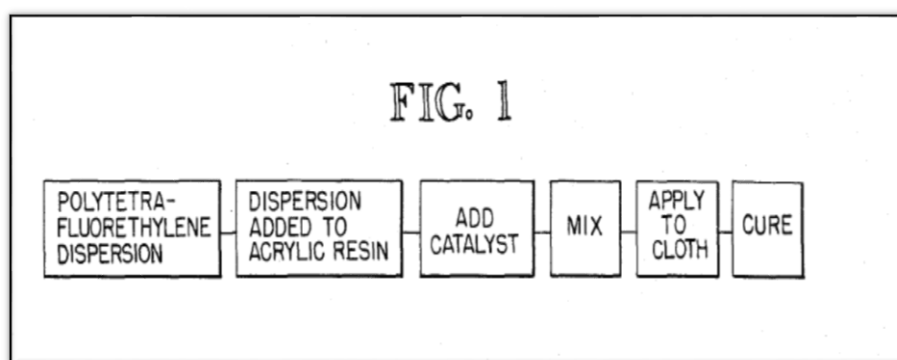 FIG. 1
POLYTETRA-
FLUORETHYLENE
DISPERSION
DISPERSION
ADDED TO
ACRYLIC RESIN
ADD
CATALYST
MIX
APPLY
TO
CLOTH
CURE